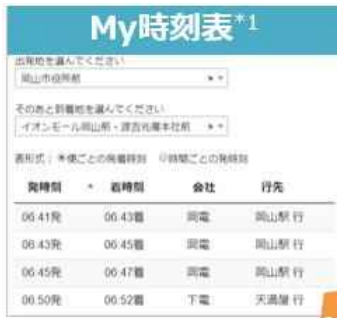 My時刻表*1
出発地を選んでください
岡山市役所前
そのあと到着地を選んでください
イオンモール岡山前・両備高速本社前
表形式: 便ごとの発着時刻 時間ごとの発時刻
発時刻 着時刻 会社 行先
06:41発 06:43着 岡電 岡山駅 行
06:43発 06:45着 岡電 岡山駅 行
06:45発 06:47着 岡電 岡山駅 行
06:50発 06:52着 下電 天満屋 行